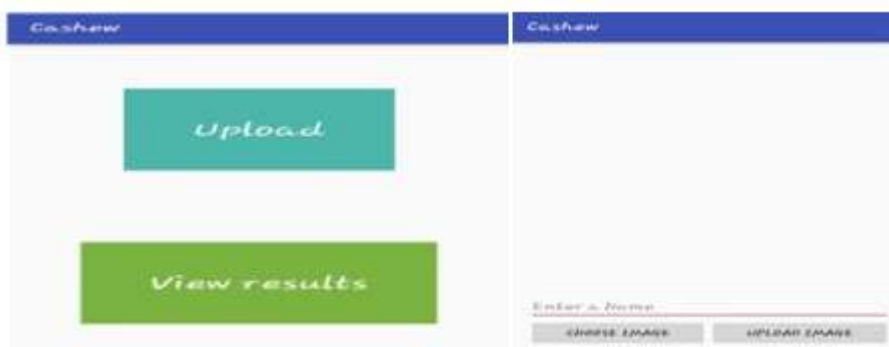 Cashew
Upload
View results
Cashew
Enter a Name
CHOOSE IMAGE
UPLOAD IMAGE